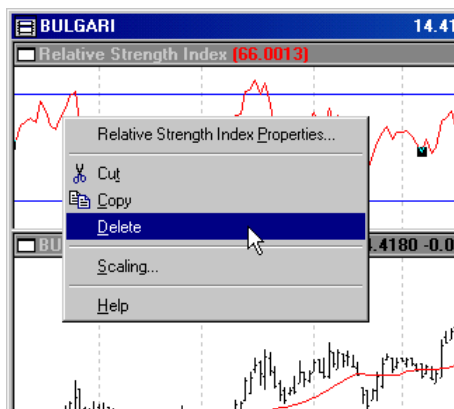 BULGARI 14.41
Relative Strength Index (66.0013)
Relative Strength Index Properties...
Cut
Copy
Delete
BU .4180 -0.0
Scaling...
Help